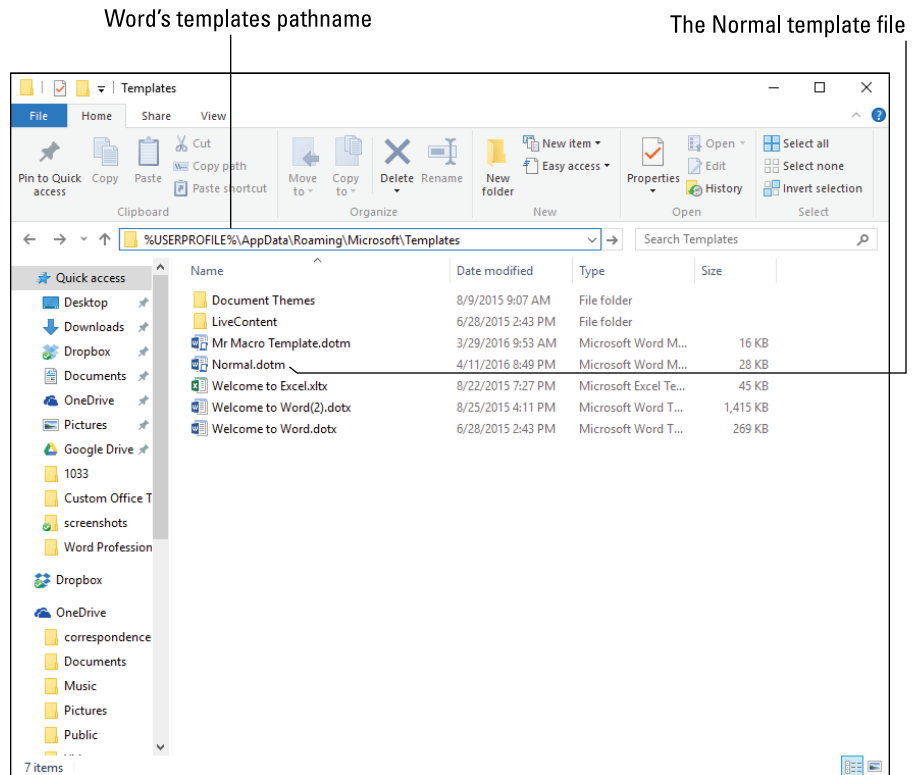 Word's templates pathname
The Normal template file
Templates
File Home Share View
Pin to Quick access
Copy
Paste
Cut
Copy path
Paste shortcut
Clipboard
Move to
Copy to
Delete
Rename
Organize
New folder
New item
Easy access
New
Properties
Open
Edit
History
Open
Select all
Select none
Invert selection
Select
%USERPROFILE%\AppData\Roaming\Microsoft\Templates
Search Templates
Name Date modified Type Size
Document Themes 8/9/2015 9:07 AM File folder
LiveContent 6/28/2015 2:43 PM File folder
Mr Macro Template.dotm 3/29/2016 9:53 AM Microsoft Word M... 16 KB
Normal.dotm 4/11/2016 8:49 PM Microsoft Word M... 28 KB
Welcome to Excel.xltx 8/22/2015 7:27 PM Microsoft Excel Te... 45 KB
Welcome to Word(2).dotx 8/25/2015 4:11 PM Microsoft Word T... 1,415 KB
Welcome to Word.dotx 6/28/2015 2:43 PM Microsoft Word T... 269 KB
Quick access
Desktop
Downloads
Dropbox
Documents
OneDrive
Pictures
Google Drive
1033
Custom Office T
screenshots
Word Profession
Dropbox
OneDrive
correspondence
Documents
Music
Pictures
Public
7 items